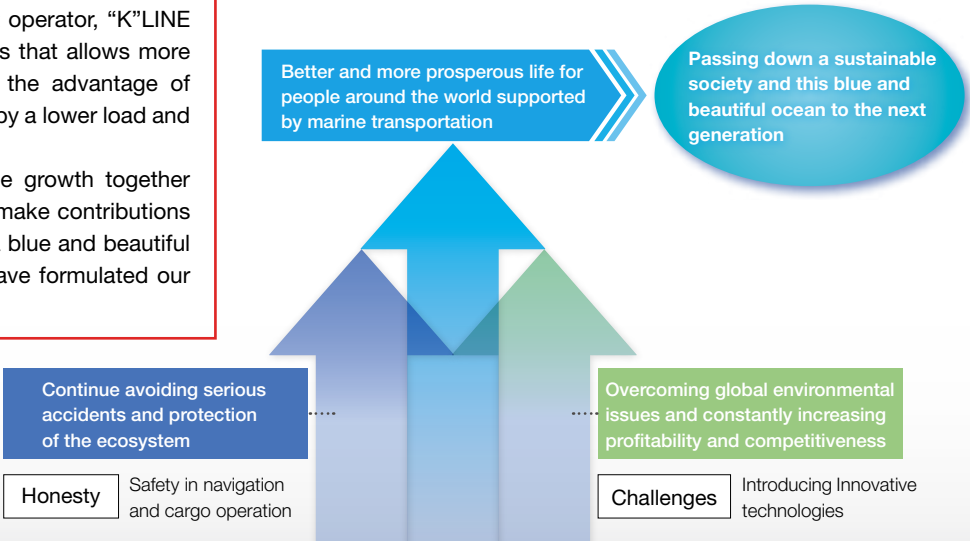 operator, “K”LINE
s that allows more
the advantage of
by a lower load and
e growth together
make contributions
blue and beautiful
ave formulated our
Better and more prosperous life for
people around the world supported
by marine transportation
Passing down a sustainable
society and this blue and
beautiful ocean to the next
generation
Continue avoiding serious
accidents and protection
of the ecosystem
Honesty
Safety in navigation
and cargo operation
Overcoming global environmental
issues and constantly increasing
profitability and competitiveness
Challenges
Introducing Innovative
technologies